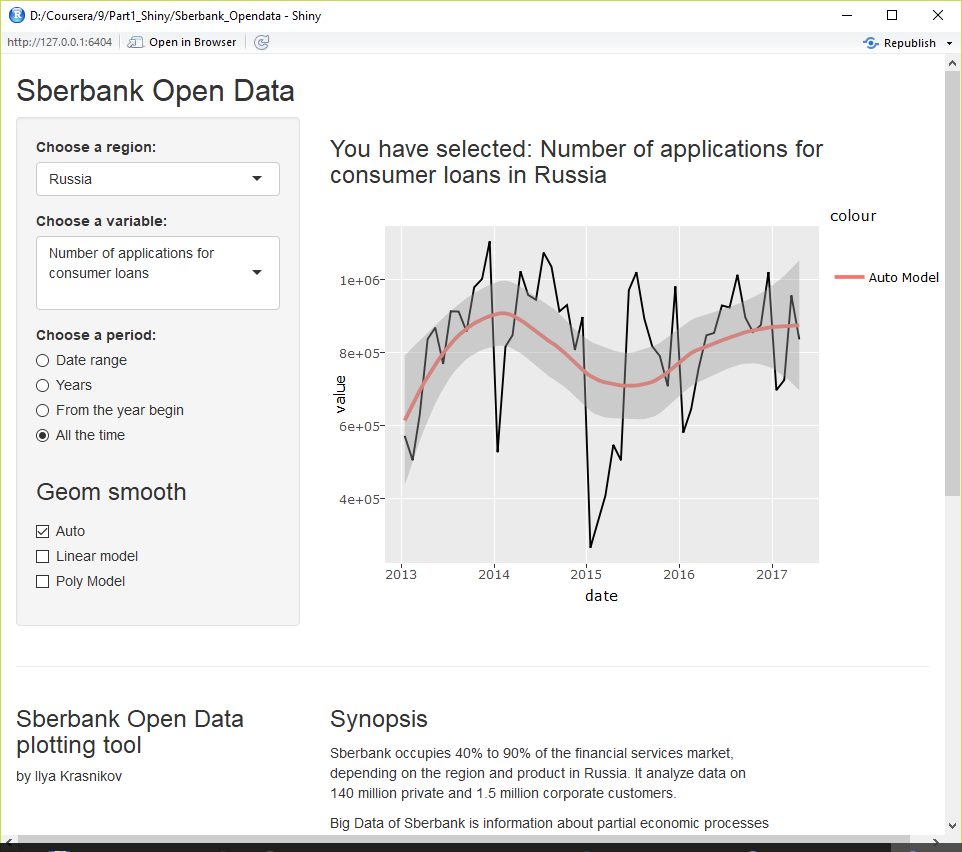 D:/Coursera/9/Part1_Shiny/Sberbank_Opendata - Shiny
http://127.0.0.1:6404
Open in Browser
Republish
Sberbank Open Data
Choose a region:
Russia
Choose a variable:
Number of applications for
consumer loans
Choose a period:
Date range
Years
From the year begin
All the time
Geom smooth
Auto
Linear model
Poly Model
You have selected: Number of applications for
consumer loans in Russia
colour
Auto Model
value
1e+06
8e+05
6e+05
4e+05
2013
2014
2015
2016
2017
date
Sberbank Open Data
plotting tool
by Ilya Krasnikov
Synopsis
Sberbank occupies 40% to 90% of the financial services market,
depending on the region and product in Russia. It analyze data on
140 million private and 1.5 million corporate customers.
Big Data of Sberbank is information about partial economic processes